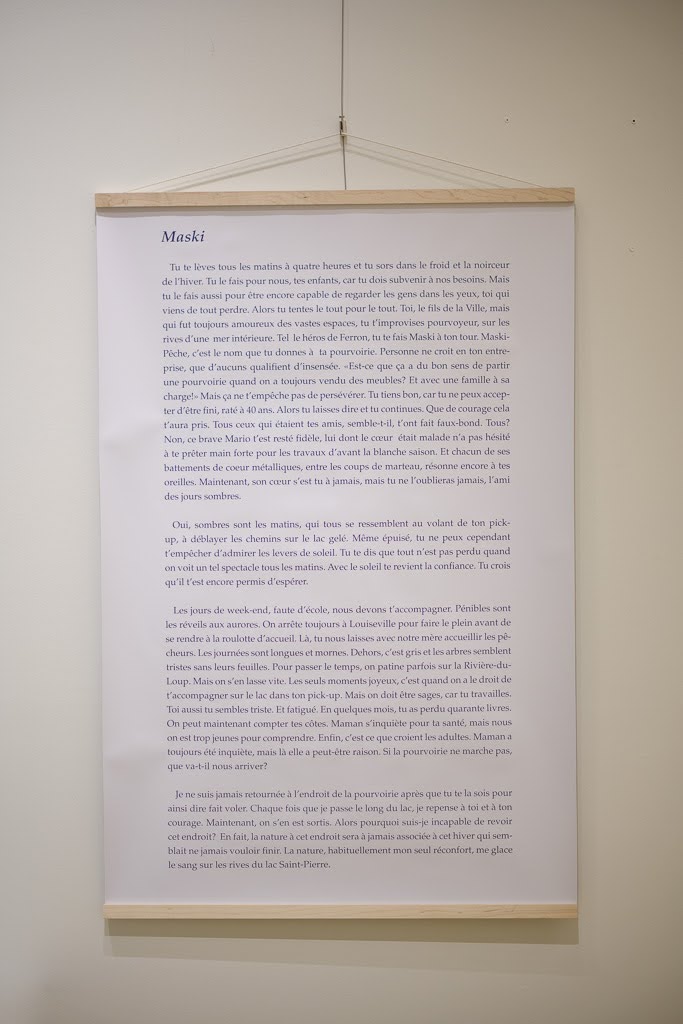 Maski
Tu te lèves tous les matins à quatre heures et tu sors dans le froid et la noirceur
de l'hiver. Tu le fais pour nous, tes enfants, car tu dois subvenir à nos besoins. Mais
tu le fais aussi pour être encore capable de regarder les gens dans les yeux, toi qui
viens de tout perdre. Alors tu tentes le tout pour le tout. Toi, le fils de la Ville, mais
qui fut toujours amoureux des vastes espaces, tu t'improvises pourvoyeur, sur les
rives d'une mer intérieure. Tel le héros de Ferron, tu te fais Maski à ton tour. Maski-
Pêche, c'est le nom que tu donnes à ta pourvoirie. Personne ne croit en ton entre-
prise, que d'aucuns qualifient d'insensée. «Est-ce que ça a du bon sens de partir
une pourvoirie quand on a toujours vendu des meubles? Et avec une famille à sa
charge!» Mais ça ne t'empêche pas de persévérer. Tu tiens bon, car tu ne peux accep-
ter d'être fini, raté à 40 ans. Alors tu laisses dire et tu continues. Que de courage cela
t'aura pris. Tous ceux qui étaient tes amis, semble-t-il, t'ont fait faux-bond. Tous?
Non, ce brave Mario t'est resté fidèle, lui dont le cœur était malade n'a pas hésité
à te prêter main forte pour les travaux d'avant la blanche saison. Et chacun de ses
battements de coeur métalliques, entre les coups de marteau, résonne encore à tes
oreilles. Maintenant, son cœur s'est tu à jamais, mais tu ne l'oublieras jamais, l'ami
des jours sombres.
Oui, sombres sont les matins, qui tous se ressemblent au volant de ton pick-
up, à déblayer les chemins sur le lac gelé. Même épuisé, tu ne peux cependant
t'empêcher d'admirer les levers de soleil. Tu te dis que tout n'est pas perdu quand
on voit un tel spectacle tous les matins. Avec le soleil te revient la confiance. Tu crois
qu'il t'est encore permis d'espérer.
Les jours de week-end, faute d'école, nous devons t'accompagner. Pénibles sont
les réveils aux aurores. On arrête toujours à Louiseville pour faire le plein avant de
se rendre à la roulotte d'accueil. Là, tu nous laisses avec notre mère accueillir les pê-
cheurs. Les journées sont longues et mornes. Dehors, c'est gris et les arbres semblent
tristes sans leurs feuilles. Pour passer le temps, on patine parfois sur la Rivière-du-
Loup. Mais on s'en lasse vite. Les seuls moments joyeux, c'est quand on a le droit de
t'accompagner sur le lac dans ton pick-up. Mais on doit être sages, car tu travailles.
Toi aussi tu sembles triste. Et fatigué. En quelques mois, tu as perdu quarante livres.
On peut maintenant compter tes côtes. Maman s'inquiète pour ta santé, mais nous
on est trop jeunes pour comprendre. Enfin, c'est ce que croient les adultes. Maman a
toujours été inquiète, mais là elle a peut-être raison. Si la pourvoirie ne marche pas,
que va-t-il nous arriver?
Je ne suis jamais retournée à l'endroit de la pourvoirie après que tu te la sois pour
ainsi dire fait voler. Chaque fois que je passe le long du lac, je repense à toi et à ton
courage. Maintenant, on s'en est sortis. Alors pourquoi suis-je incapable de revoir
cet endroit? En fait, la nature à cet endroit sera à jamais associée à cet hiver qui sem-
blait ne jamais vouloir finir. La nature, habituellement mon seul réconfort, me glace
le sang sur les rives du lac Saint-Pierre.